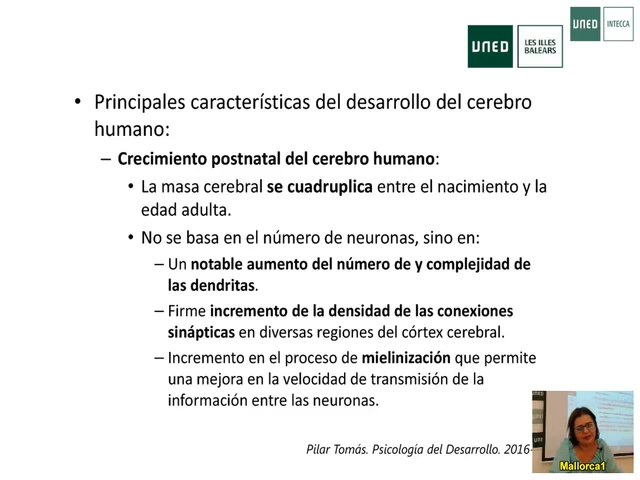 UNED
INTECCA
UNED
LES ILLES
BALEARS
• Principales características del desarrollo del cerebro
humano:
– Crecimiento postnatal del cerebro humano:
• La masa cerebral se cuadruplica entre el nacimiento y la
edad adulta.
• No se basa en el número de neuronas, sino en:
– Un notable aumento del número de y complejidad de
las dendritas.
– Firme incremento de la densidad de las conexiones
sinápticas en diversas regiones del córtex cerebral.
– Incremento en el proceso de mielinización que permite
una mejora en la velocidad de transmisión de la
información entre las neuronas.
Pilar Tomás. Psicología del Desarrollo. 2016-
Mallorca1